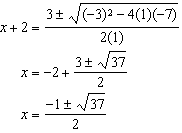 x + 2 = (3 ± √((−3)² − 4(1)(−7))) / 2(1)
x = −2 + (3 ± √37) / 2
x = (−1 ± √37) / 2